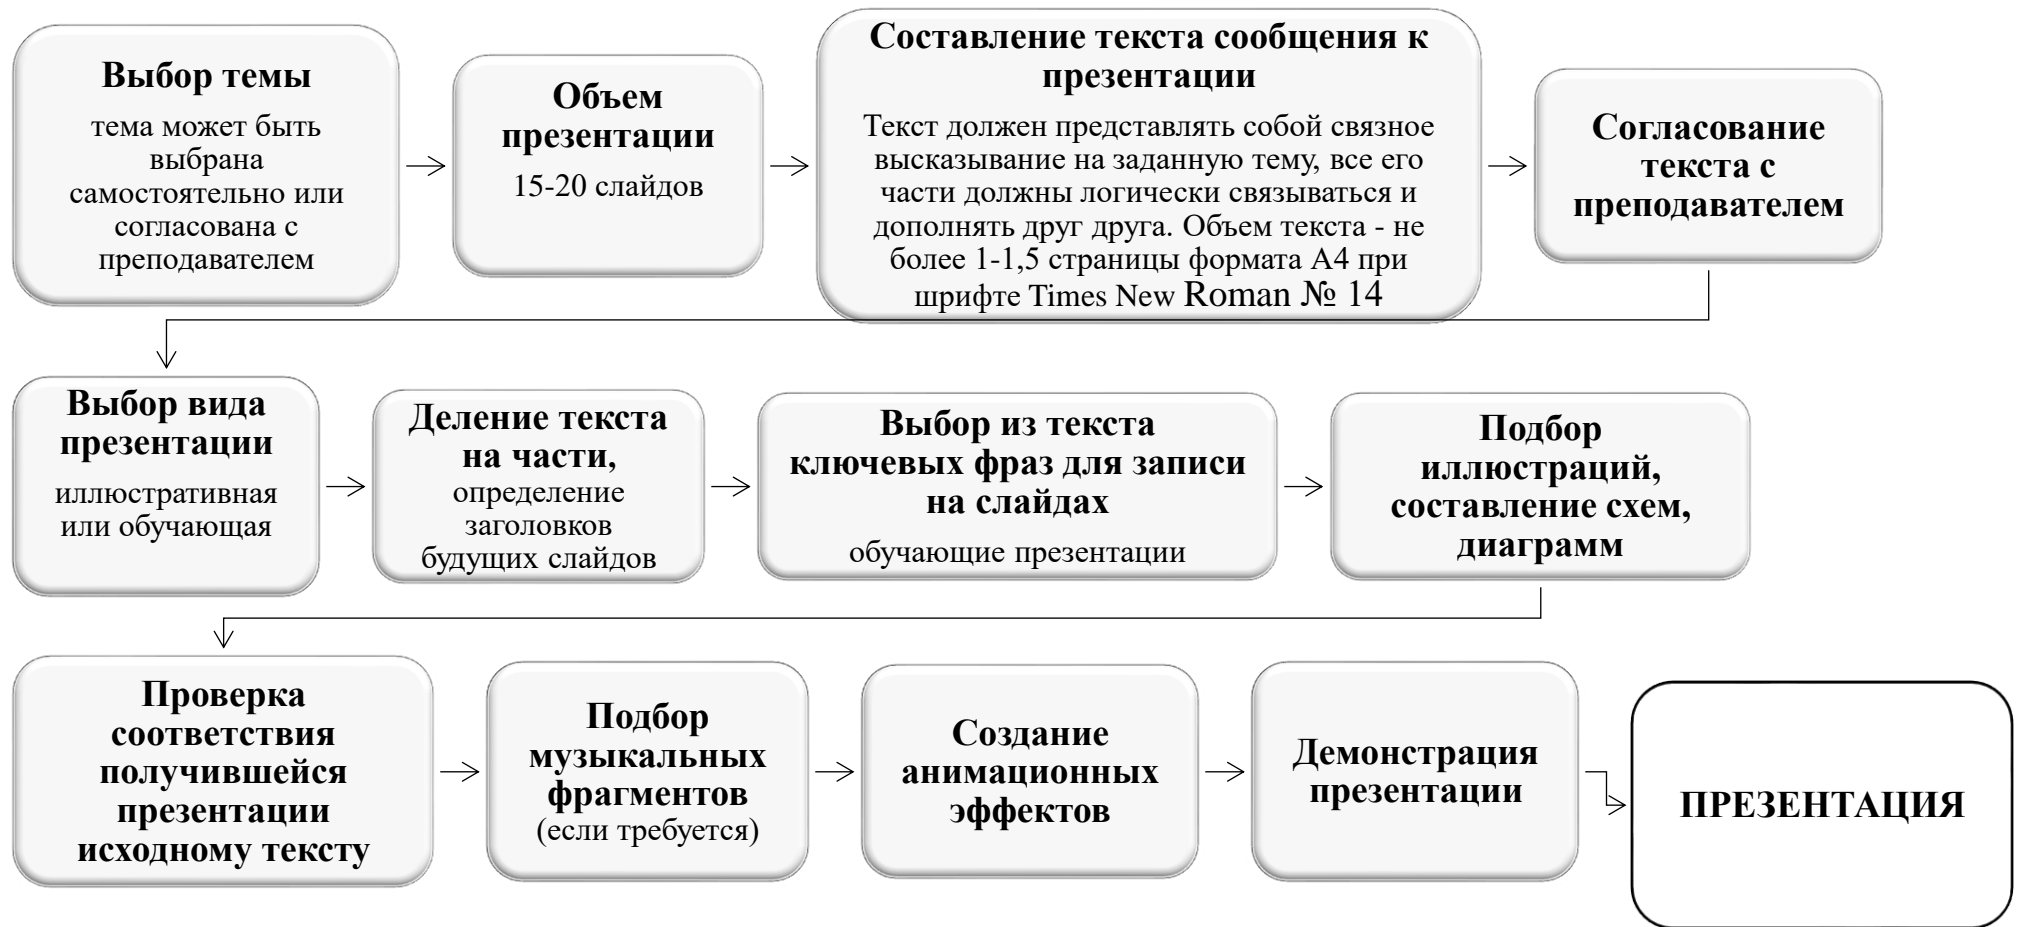 Выбор темы
тема может быть
выбрана
самостоятельно или
согласована с
преподавателем
Объем
презентации
15-20 слайдов
Составление текста сообщения к
презентации
Текст должен представлять собой связное
высказывание на заданную тему, все его
части должны логически связываться и
дополнять друг друга. Объем текста - не
более 1-1,5 страницы формата А4 при
шрифте Times New Roman № 14
Согласование
текста с
преподавателем
Выбор вида
презентации
иллюстративная
или обучающая
Деление текста
на части,
определение
заголовков
будущих слайдов
Выбор из текста
ключевых фраз для записи
на слайдах
обучающие презентации
Подбор
иллюстраций,
составление схем,
диаграмм
Проверка
соответствия
получившейся
презентации
исходному тексту
Подбор
музыкальных
фрагментов
(если требуется)
Создание
анимационных
эффектов
Демонстрация
презентации
ПРЕЗЕНТАЦИЯ